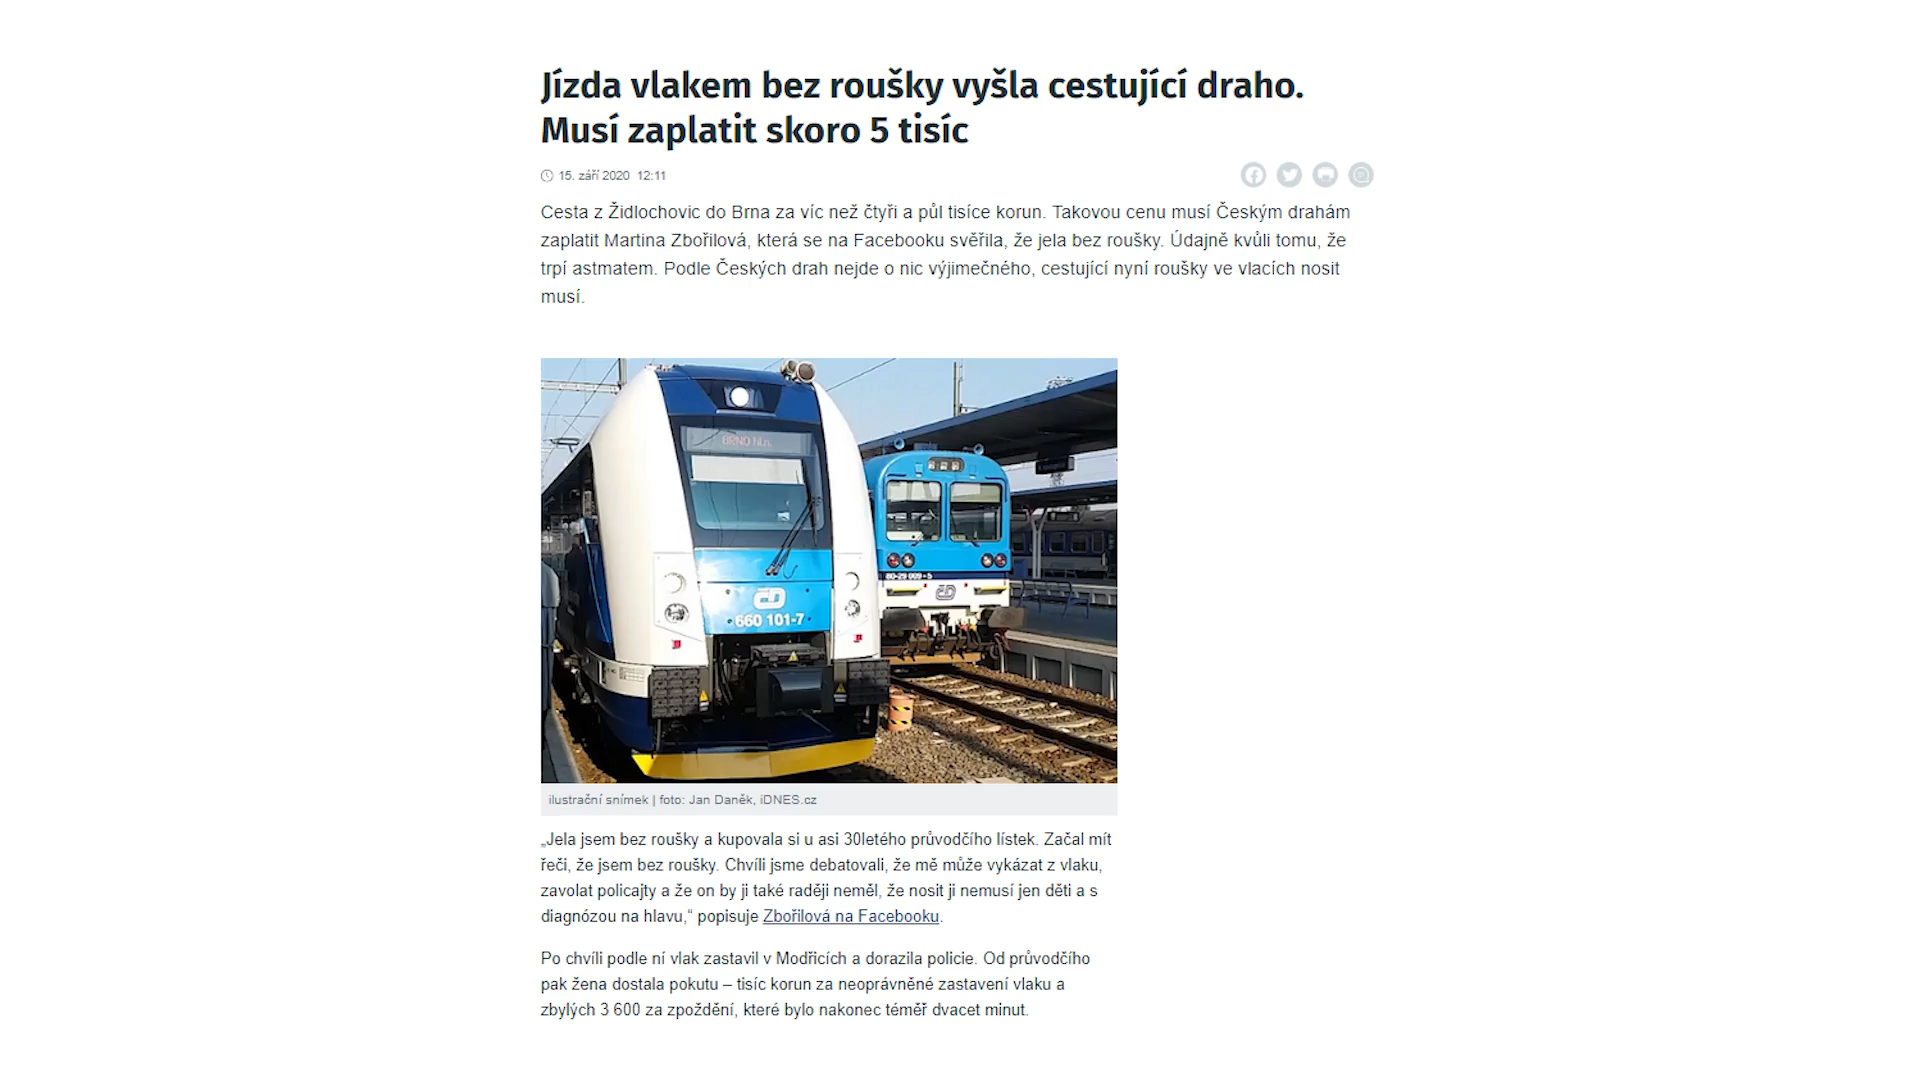 Jízda vlakem bez roušky vyšla cestující draho.
Musí zaplatit skoro 5 tisíc
15. září 2020 12:11
Cesta z Židlochovic do Brna za víc než čtyři a půl tisíce korun. Takovou cenu musí Českým drahám
zaplatit Martina Zbořilová, která se na Facebooku svěřila, že jela bez roušky. Údajně kvůli tomu, že
trpí astmatem. Podle Českých drah nejde o nic výjimečného, cestující nyní roušky ve vlacích nosit
musí.
BRNO hl.n.
80-29 009-5
ČD
ČD
660 101-7
ilustrační snímek | foto: Jan Daněk, iDNES.cz
„Jela jsem bez roušky a kupovala si u asi 30letého průvodčího lístek. Začal mít
řeči, že jsem bez roušky. Chvíli jsme debatovali, že mě může vykázat z vlaku,
zavolat policajty a že on by ji také raději neměl, že nosit ji nemusí jen děti a s
diagnózou na hlavu,“ popisuje Zbořilová na Facebooku.
Po chvíli podle ní vlak zastavil v Modřicích a dorazila policie. Od průvodčího
pak žena dostala pokutu – tisíc korun za neoprávněné zastavení vlaku a
zbylých 3 600 za zpoždění, které bylo nakonec téměř dvacet minut.